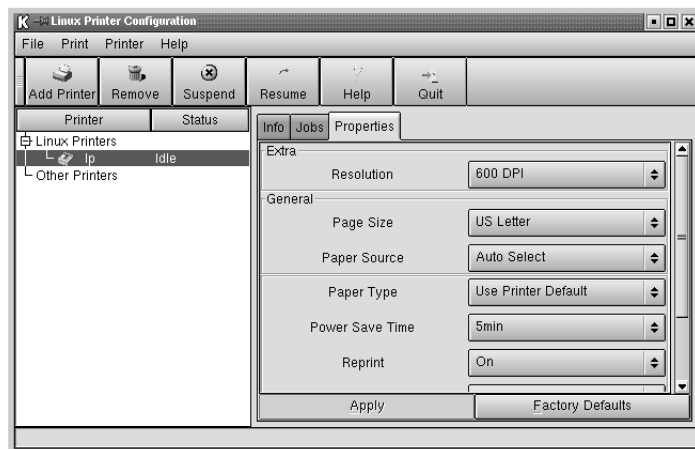 K Linux Printer Configuration
File Print Printer Help
Add Printer Remove Suspend Resume Help Quit
Printer Status
Linux Printers
lp Idle
Other Printers
Info Jobs Properties
Extra
Resolution 600 DPI
General
Page Size US Letter
Paper Source Auto Select
Paper Type Use Printer Default
Power Save Time 5min
Reprint On
Apply Factory Defaults